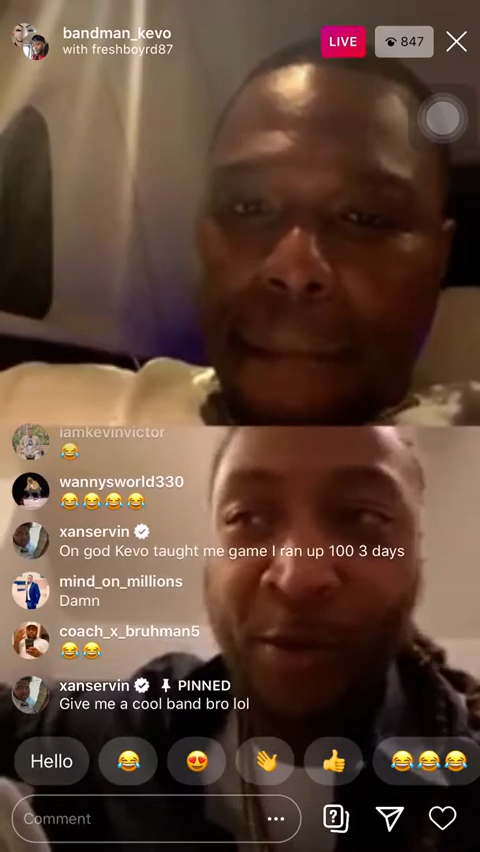 bandman_kevo
with freshboyrd87
LIVE
847
iamkevinvictor
😂
wannysworld330
😂😂😂😂
xanservin
On god Kevo taught me game I ran up 100 3 days
mind_on_millions
Damn
coach_x_bruhman5
😂😂
xanservin PINNED
Give me a cool band bro lol
Hello 😂 😍 👋 👍 😂😂😂
Comment